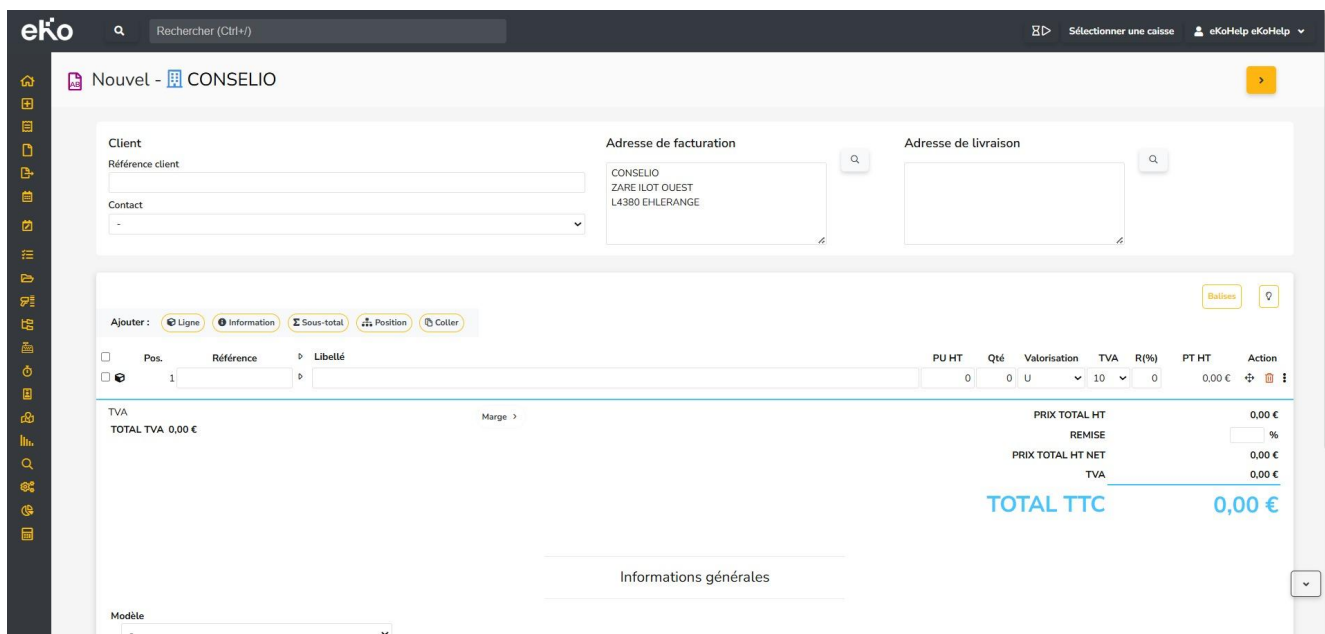 eko
Rechercher (Ctrl+/)
Sélectionner une caisse
eKoHelp eKoHelp
AB
Nouvel - CONSELIO
Client
Référence client
Contact
-
Adresse de facturation
CONSELIO
ZARE ILOT OUEST
L4380 EHLERANGE
Adresse de livraison
Balises
Ajouter : Ligne Information Sous-total Position Coller
Pos. Référence Libellé PU HT Qté Valorisation TVA R(%) PT HT Action
1 0 0 U 10 0 0,00 €
TVA
TOTAL TVA 0,00 €
Marge >
PRIX TOTAL HT 0,00 €
REMISE %
PRIX TOTAL HT NET 0,00 €
TVA 0,00 €
TOTAL TTC 0,00 €
Informations générales
Modèle